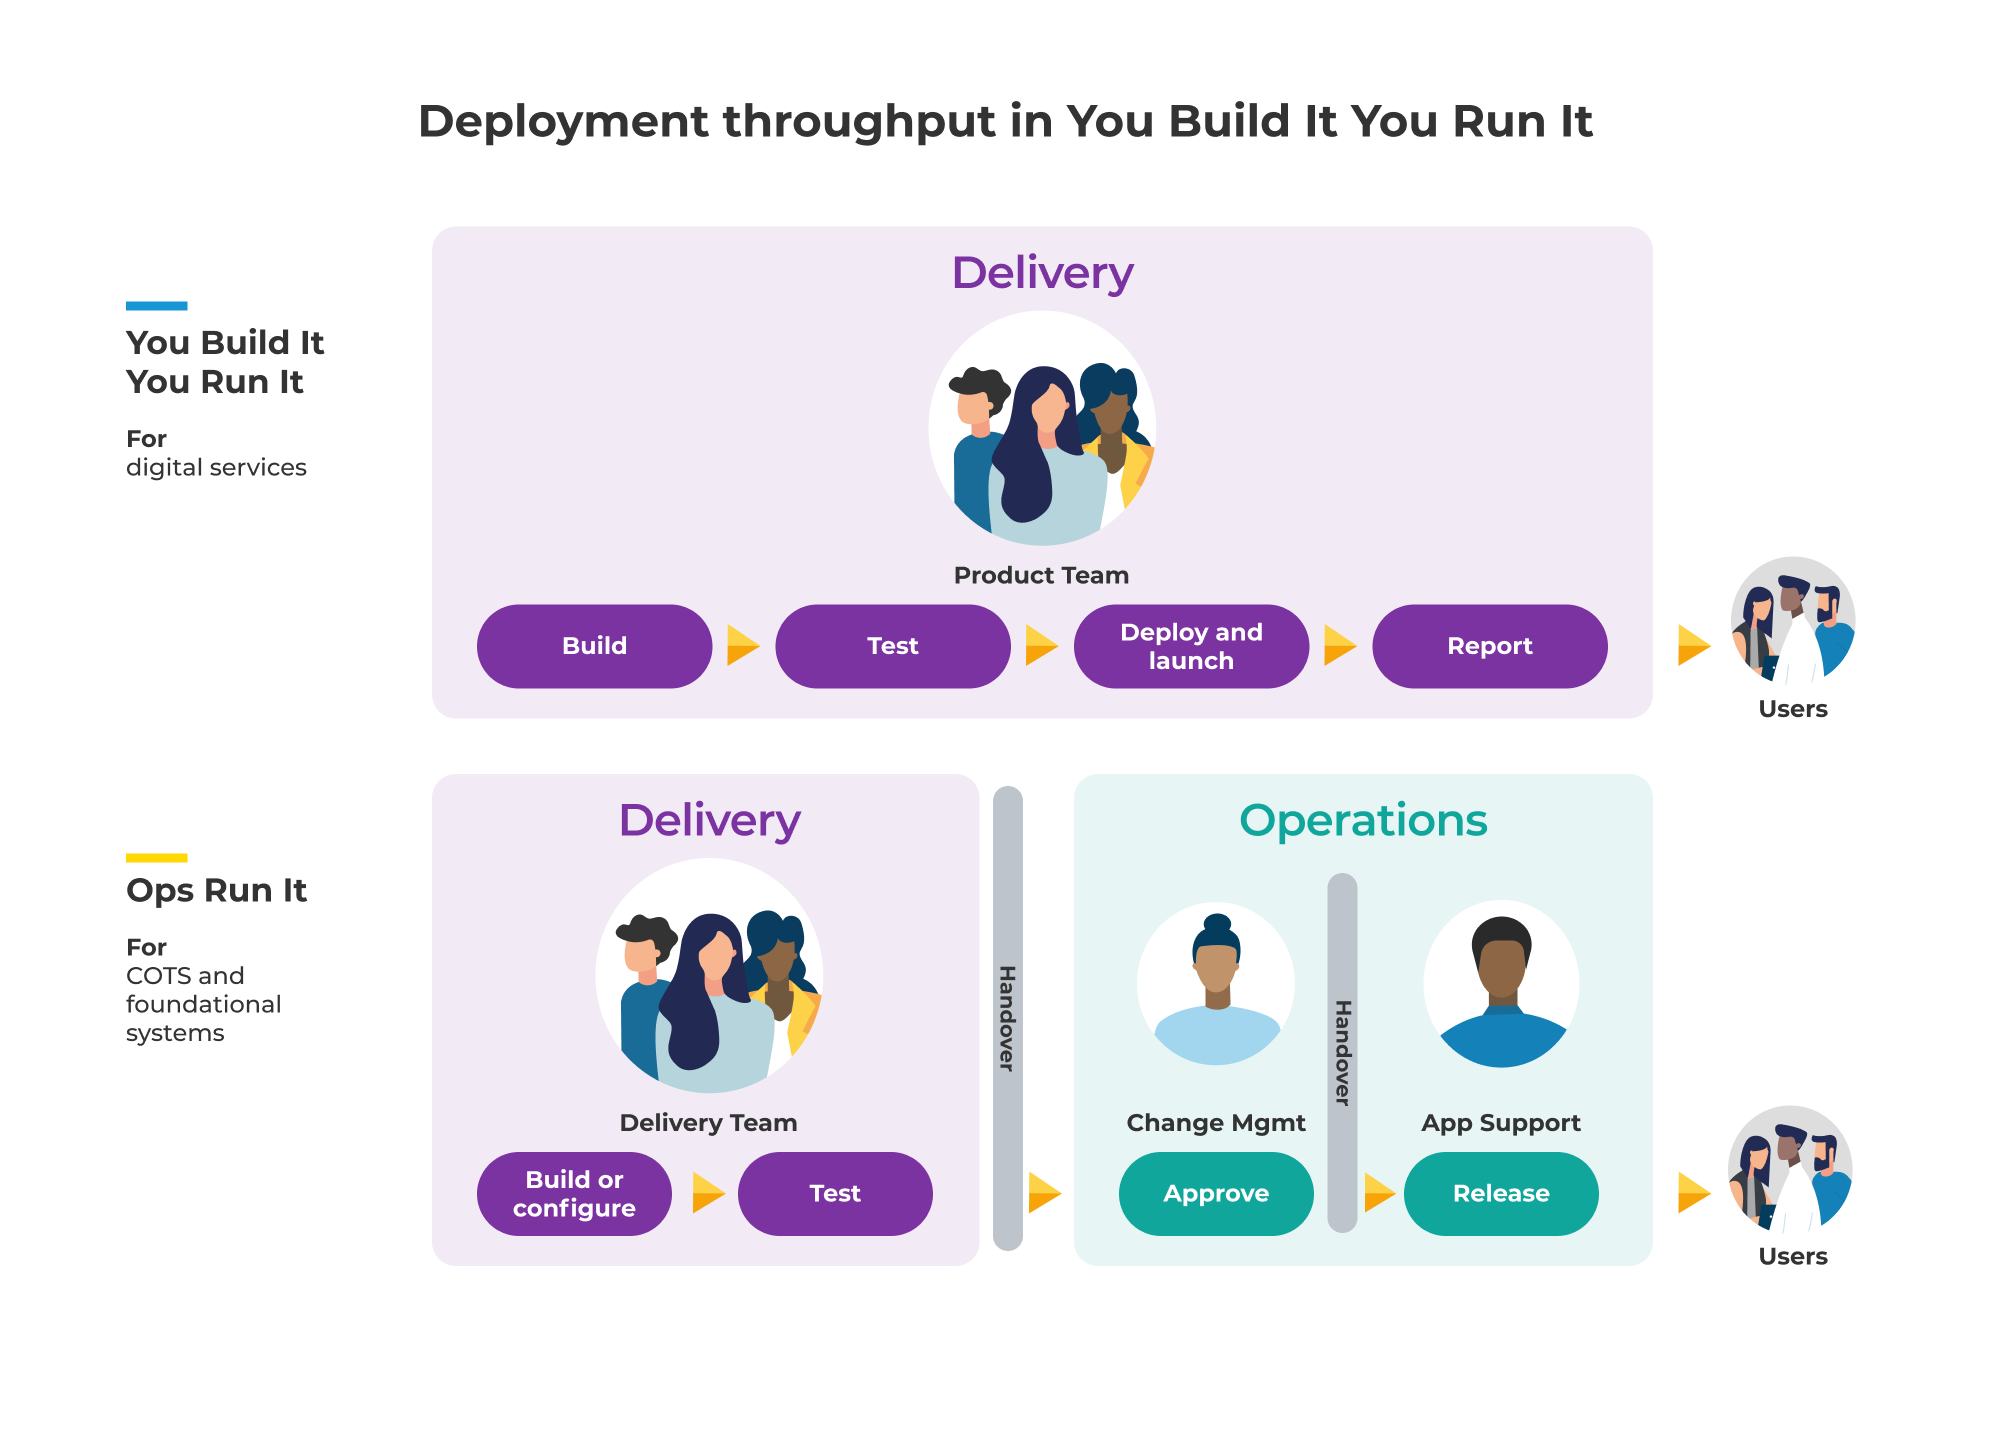 Deployment throughput in You Build It You Run It
You Build It
You Run It
For
digital services
Delivery
Product Team
Build
Test
Deploy and
launch
Report
Users
Ops Run It
For
COTS and
foundational
systems
Delivery
Delivery Team
Build or
configure
Test
Handover
Operations
Change Mgmt
Approve
Handover
App Support
Release
Users